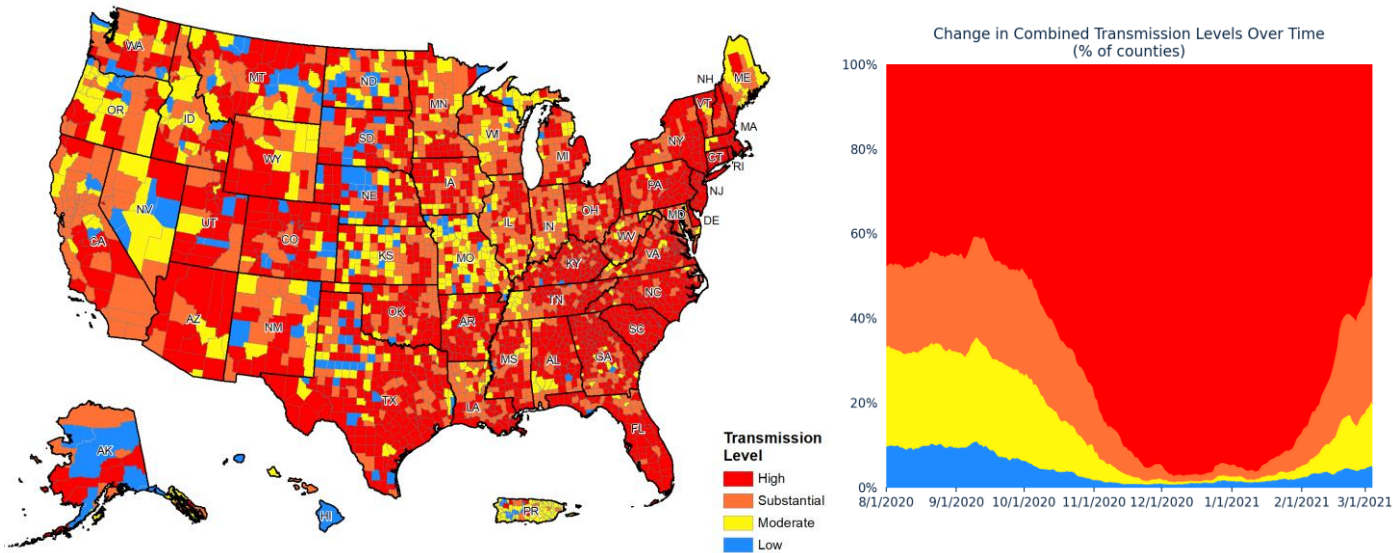 WA
MT
ND
MN
OR
ID
WY
SD
WI
MI
NH
ME
VT
NY
MA
CT
RI
NV
UT
CO
NE
IA
IL
IN
OH
PA
NJ
MD
DE
CA
KS
MO
WV
VA
KY
AZ
NM
OK
AR
TN
NC
SC
TX
LA
MS
AL
GA
FL
AK
HI
PR
Transmission
Level
High
Substantial
Moderate
Low
Change in Combined Transmission Levels Over Time
(% of counties)
100%
80%
60%
40%
20%
0%
8/1/2020 9/1/2020 10/1/2020 11/1/2020 12/1/2020 1/1/2021 2/1/2021 3/1/2021